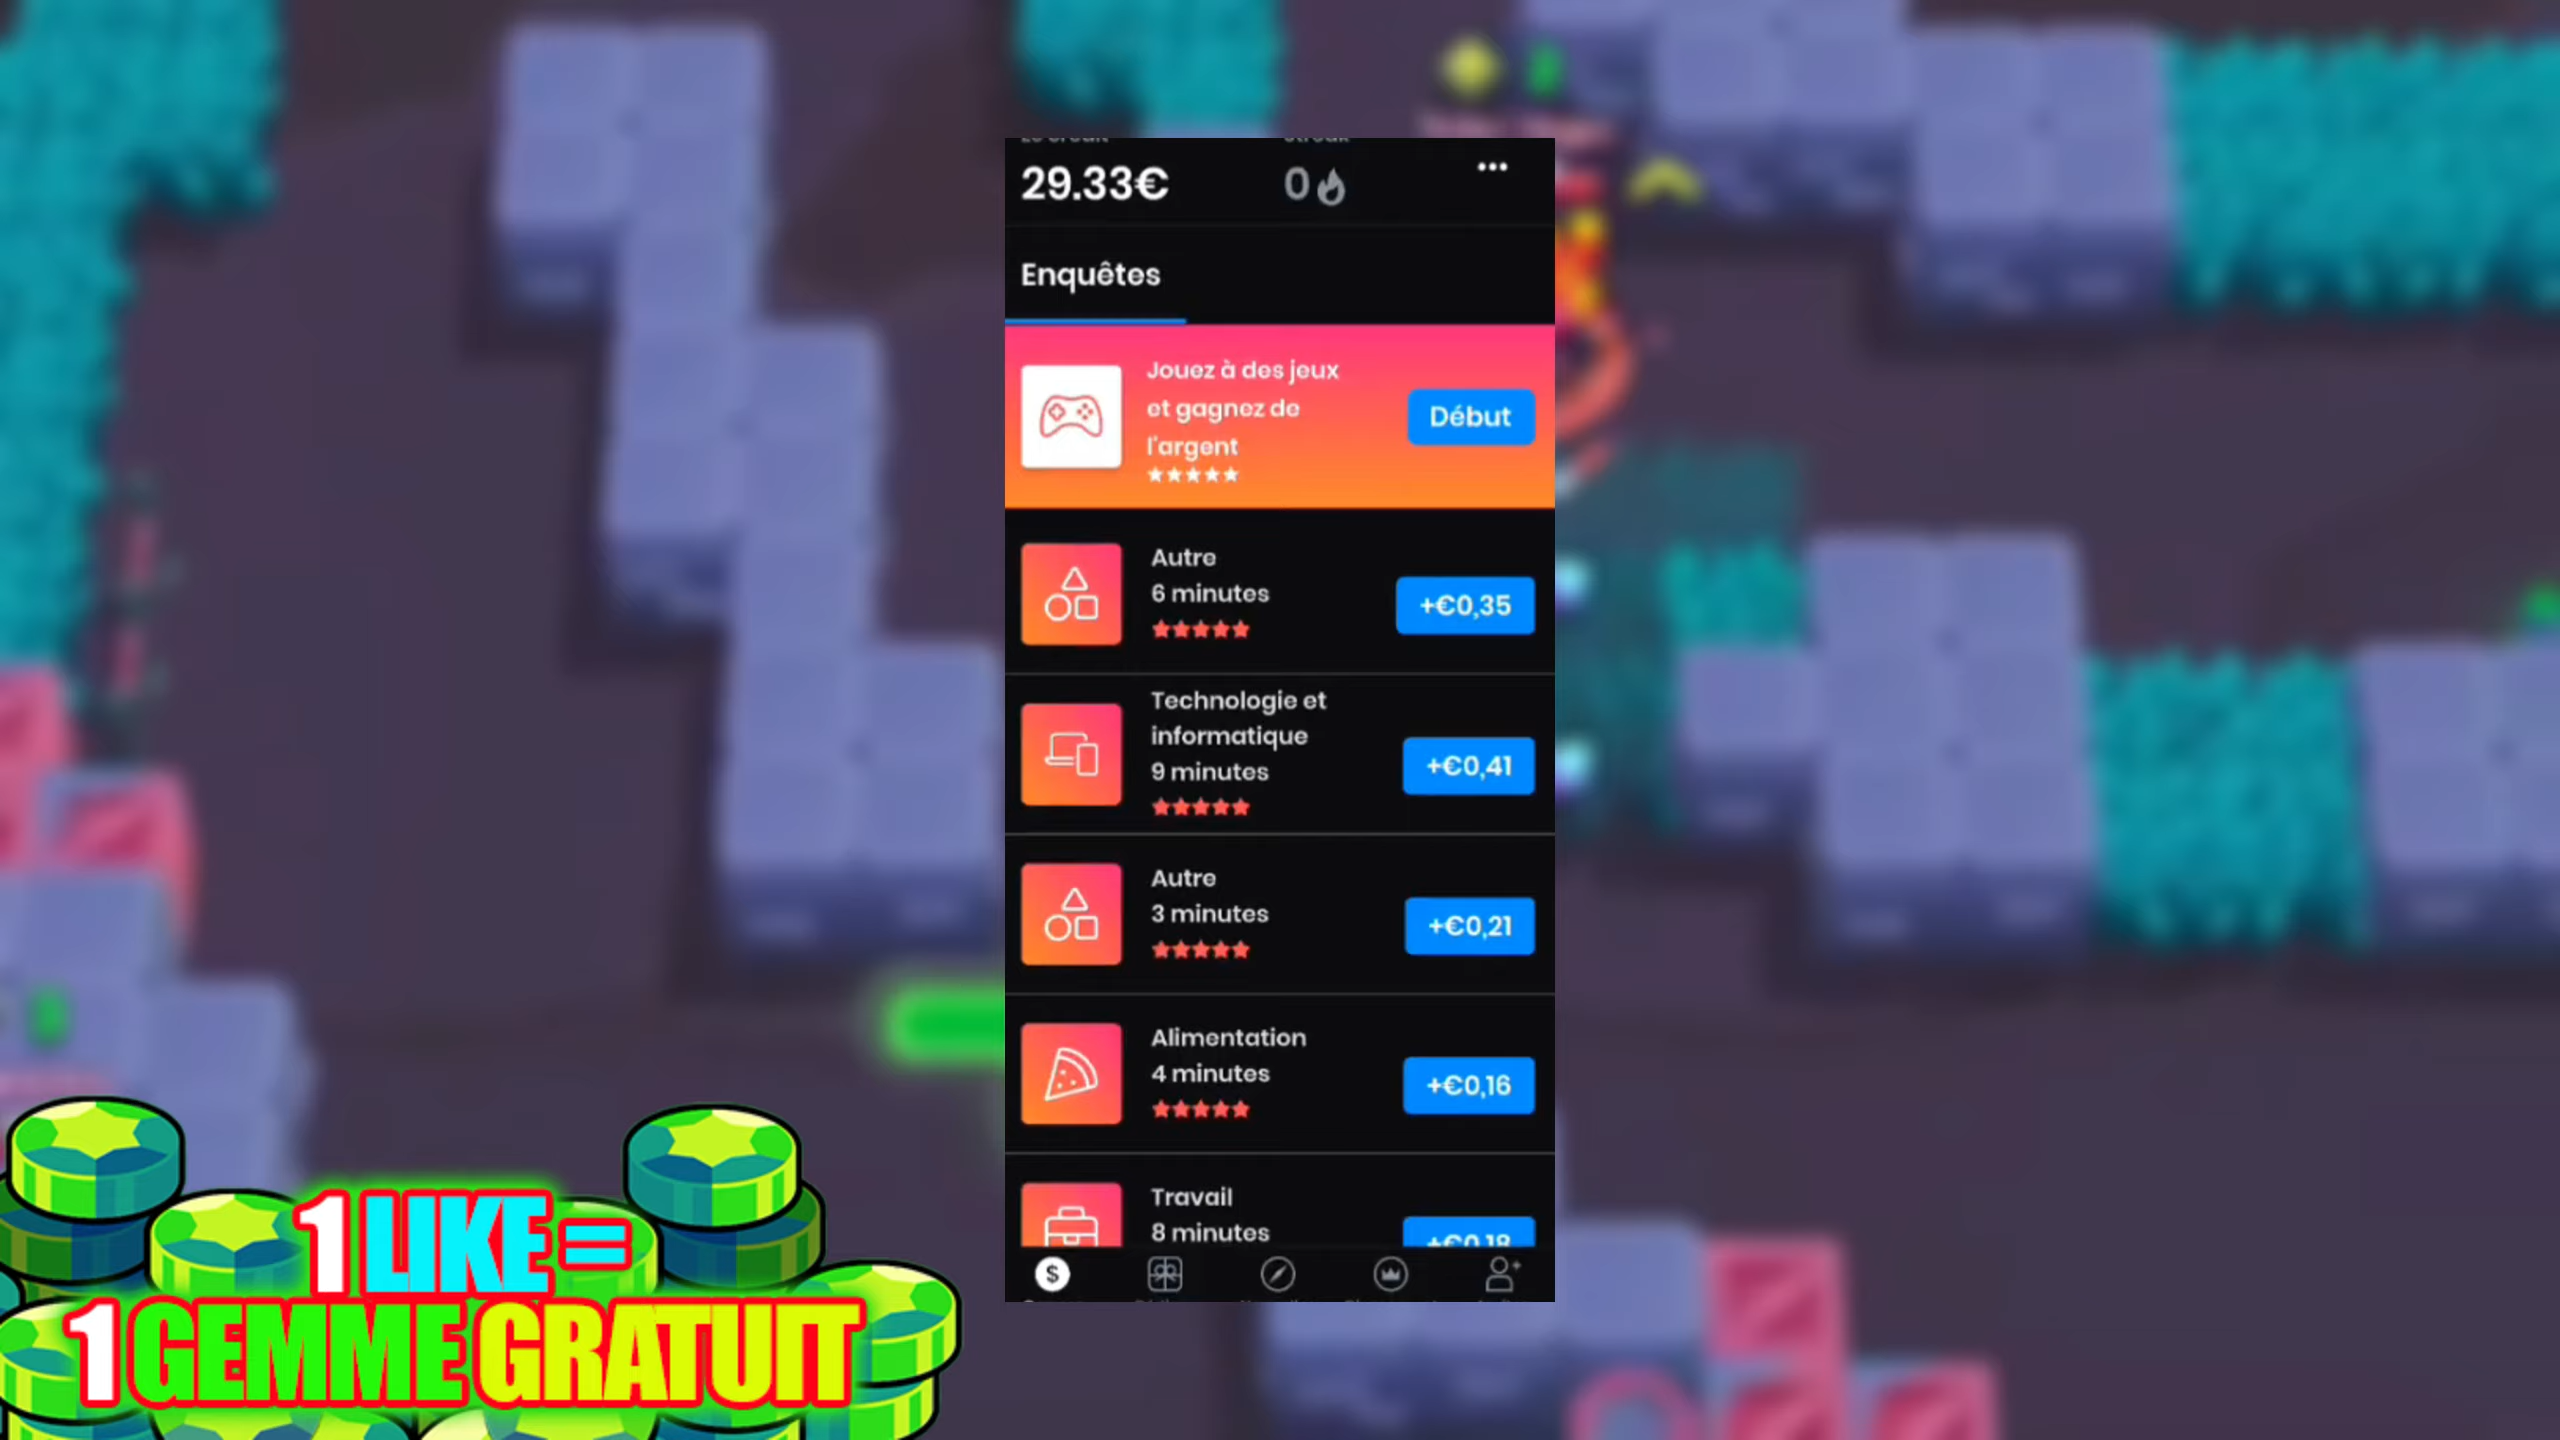 29.33€
0
Enquêtes
Jouez à des jeux
et gagnez de
l'argent
Début
Autre
6 minutes
+€0,35
Technologie et
informatique
9 minutes
+€0,41
Autre
3 minutes
+€0,21
Alimentation
4 minutes
+€0,16
Travail
8 minutes
+€0,18
1 LIKE =
1 GEMME GRATUIT